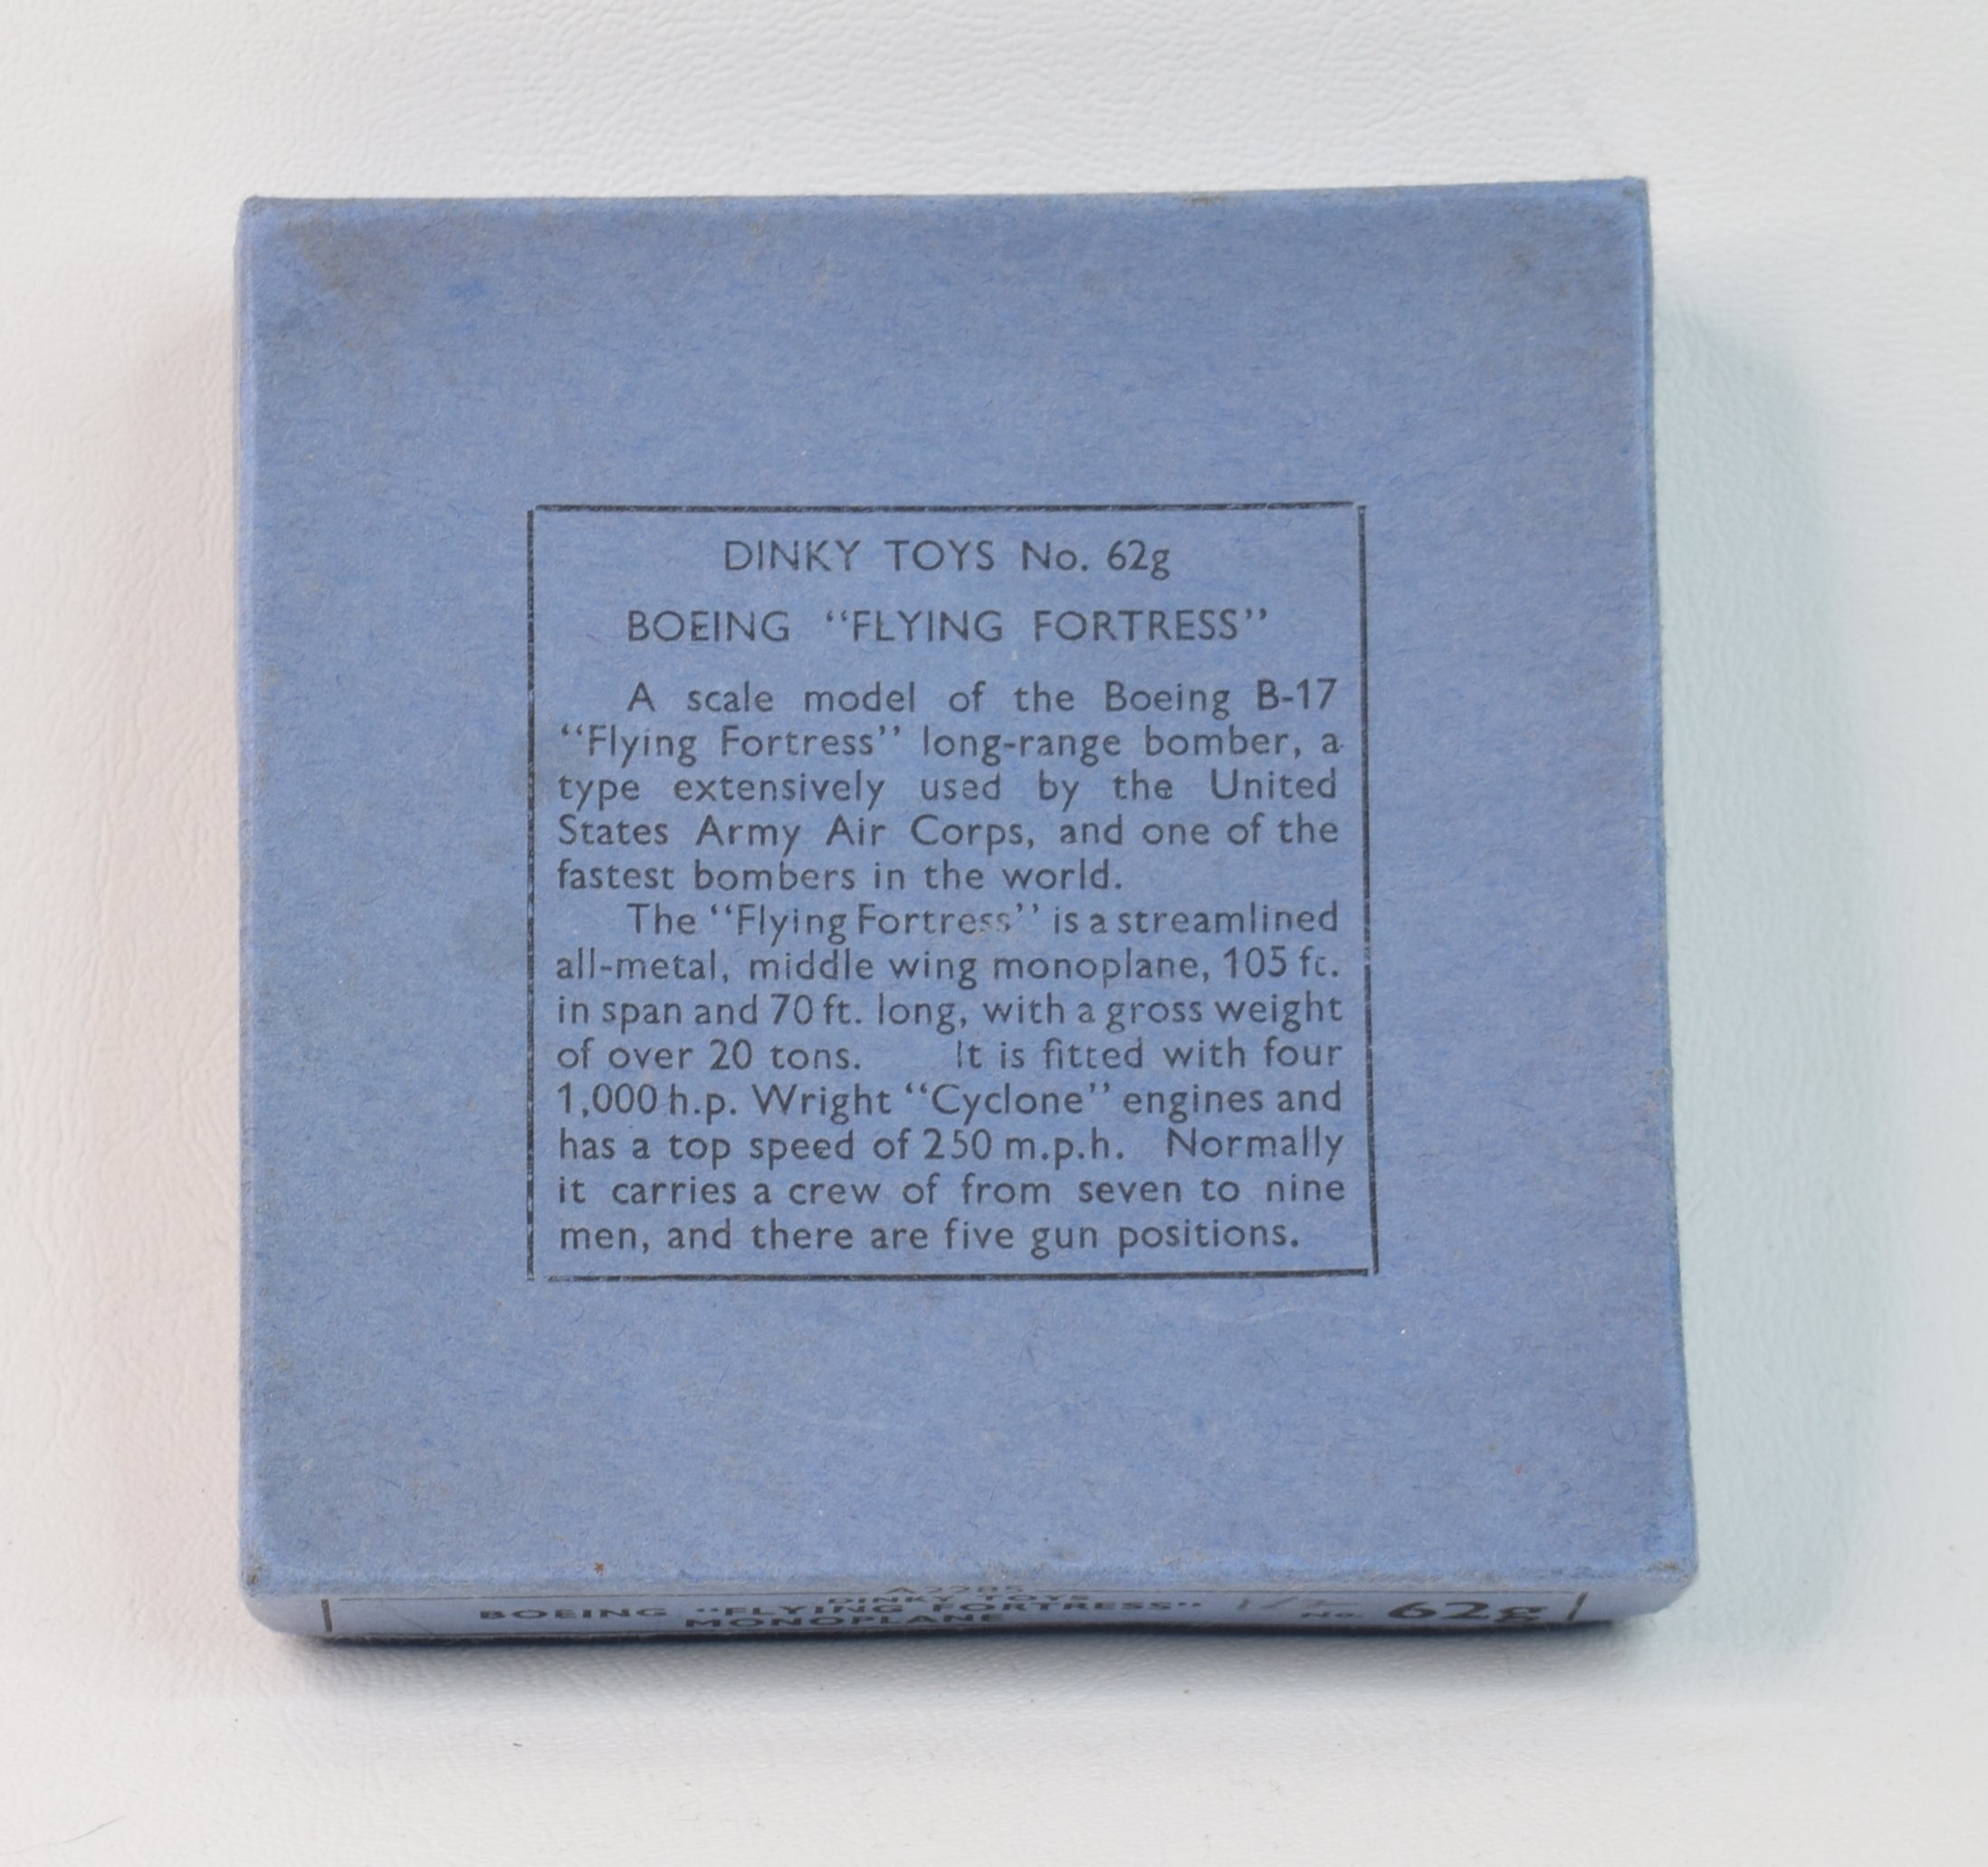 DINKY TOYS No. 62g
BOEING “FLYING FORTRESS”
A scale model of the Boeing B-17
“Flying Fortress” long-range bomber, a
type extensively used by the United
States Army Air Corps, and one of the
fastest bombers in the world.
The “Flying Fortress” is a streamlined
all-metal, middle wing monoplane, 105 ft.
in span and 70 ft. long, with a gross weight
of over 20 tons. It is fitted with four
1,000 h.p. Wright “Cyclone” engines and
has a top speed of 250 m.p.h. Normally
it carries a crew of from seven to nine
men, and there are five gun positions.
A2285
DINKY TOYS
BOEING “FLYING FORTRESS” No. 62g
MONOPLANE